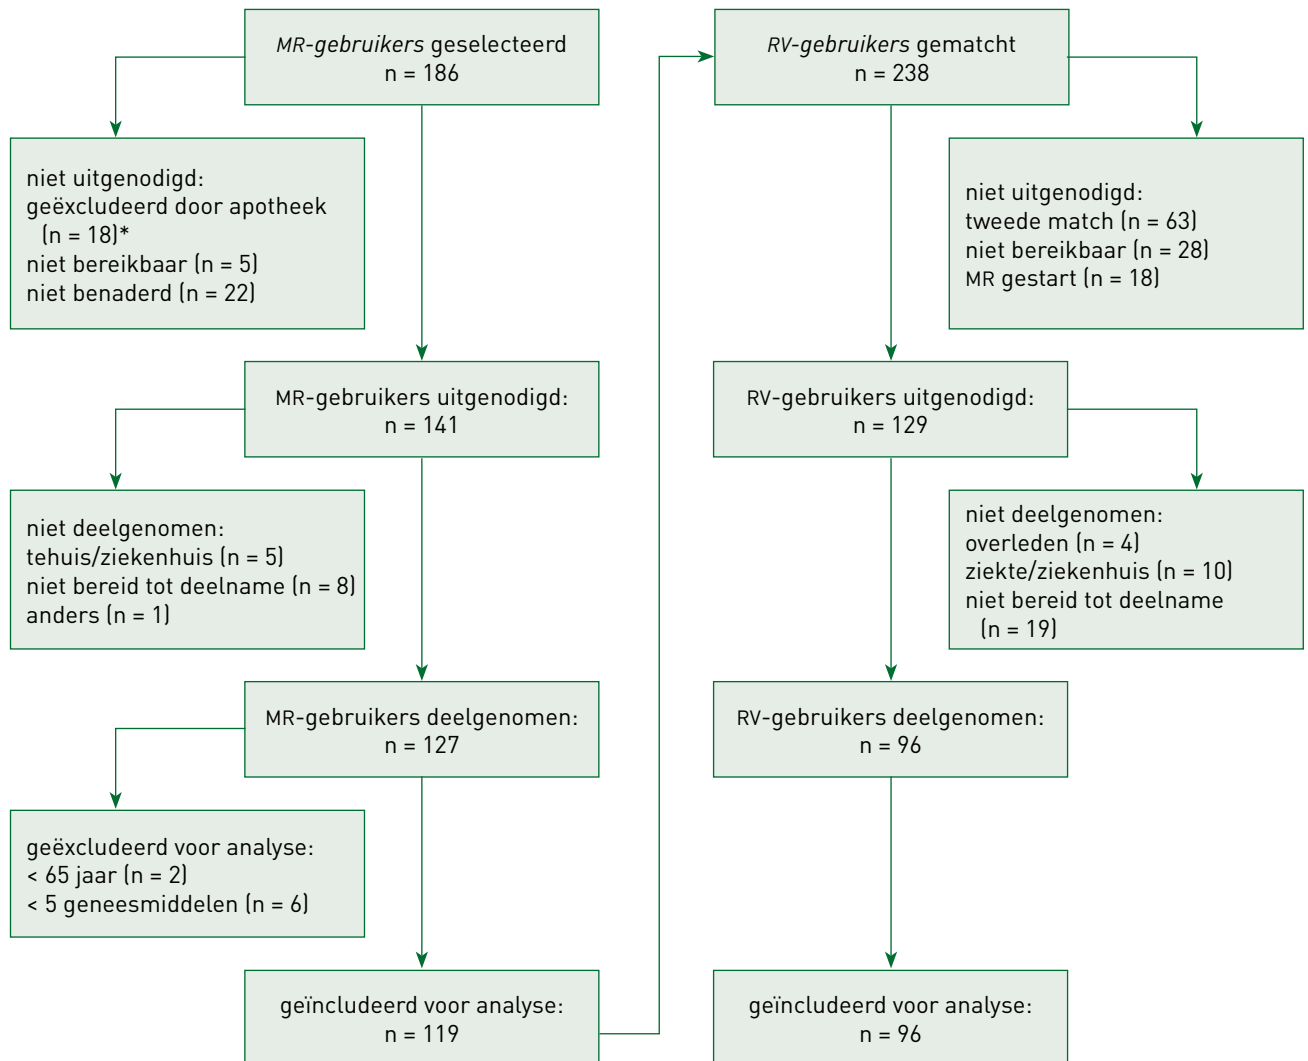 MR-gebruikers geselecteerd
n = 186
niet uitgenodigd:
geëxcludeerd door apotheek
(n = 18)*
niet bereikbaar (n = 5)
niet benaderd (n = 22)
MR-gebruikers uitgenodigd:
n = 141
niet deelgenomen:
tehuis/ziekenhuis (n = 5)
niet bereid tot deelname (n = 8)
anders (n = 1)
MR-gebruikers deelgenomen:
n = 127
geëxcludeerd voor analyse:
< 65 jaar (n = 2)
< 5 geneesmiddelen (n = 6)
geïncludeerd voor analyse:
n = 119
RV-gebruikers gematcht
n = 238
niet uitgenodigd:
tweede match (n = 63)
niet bereikbaar (n = 28)
MR gestart (n = 18)
RV-gebruikers uitgenodigd:
n = 129
niet deelgenomen:
overleden (n = 4)
ziekte/ziekenhuis (n = 10)
niet bereid tot deelname
(n = 19)
RV-gebruikers deelgenomen:
n = 96
geïncludeerd voor analyse:
n = 96